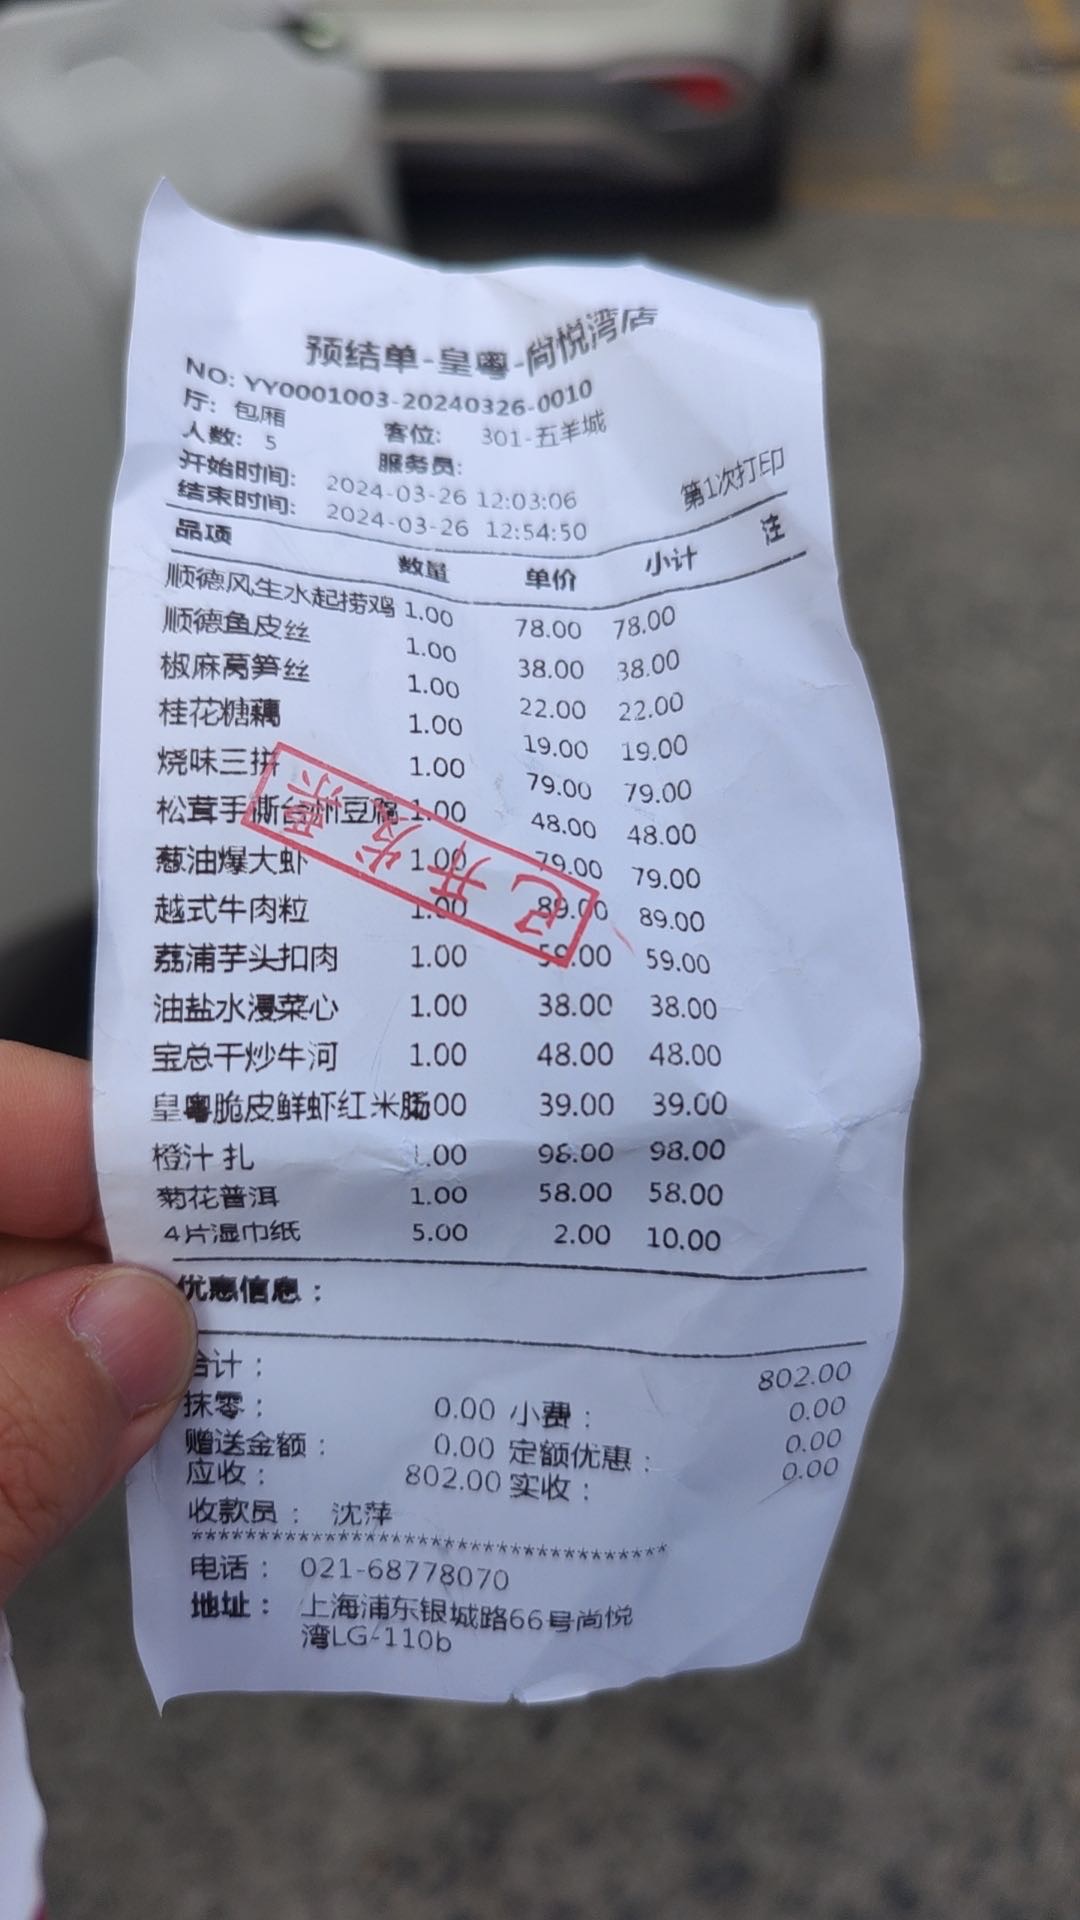 预结单-皇粤-尚悦湾店
NO: YY0001003-20240326-0010
厅: 包厢 客位: 301-五羊城
人数: 5 服务员:
开始时间: 2024-03-26 12:03:06 第1次打印
结束时间: 2024-03-26 12:54:50
品项 数量 单价 小计 注
顺德风生水起捞鸡 1.00 78.00 78.00
顺德鱼皮丝 1.00 38.00 38.00
椒麻莴笋丝 1.00 22.00 22.00
桂花糖藕 1.00 19.00 19.00
烧味三拼 1.00 79.00 79.00
松茸手撕台州豆腐 1.00 48.00 48.00
葱油爆大虾 1.00 79.00 79.00
越式牛肉粒 1.00 89.00 89.00
荔浦芋头扣肉 1.00 59.00 59.00
油盐水浸菜心 1.00 38.00 38.00
宝总干炒牛河 1.00 48.00 48.00
皇粤脆皮鲜虾红米肠 1.00 39.00 39.00
橙汁 扎 1.00 98.00 98.00
菊花普洱 1.00 58.00 58.00
4片湿巾纸 5.00 2.00 10.00
已开发票
优惠信息：
合计： 802.00
抹零： 0.00 小费： 0.00
赠送金额： 0.00 定额优惠： 0.00
应收： 802.00 实收： 0.00
收款员： 沈萍
************************************
电话： 021-68778070
地址： 上海浦东银城路66号尚悦
湾LG-110b